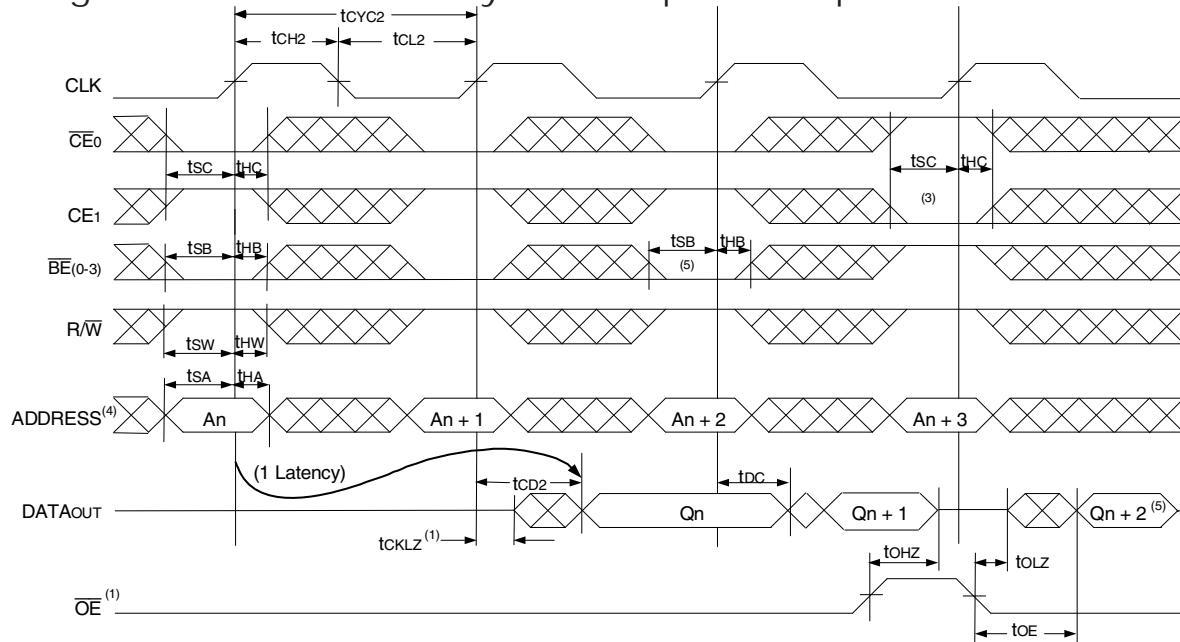 tCYC2
tCH2 tCL2
CLK
CE0
tSC tHC tSC tHC
CE1 (3)
tSB tHB tSB tHB
BE(0-3) (5)
R/W
tSW tHW
tSA tHA
ADDRESS(4) An An + 1 An + 2 An + 3
(1 Latency) tCD2 tDC
DATAOUT Qn Qn + 1 Qn + 2 (5)
tCKLZ (1)
tOHZ tOLZ
OE (1)
tOE